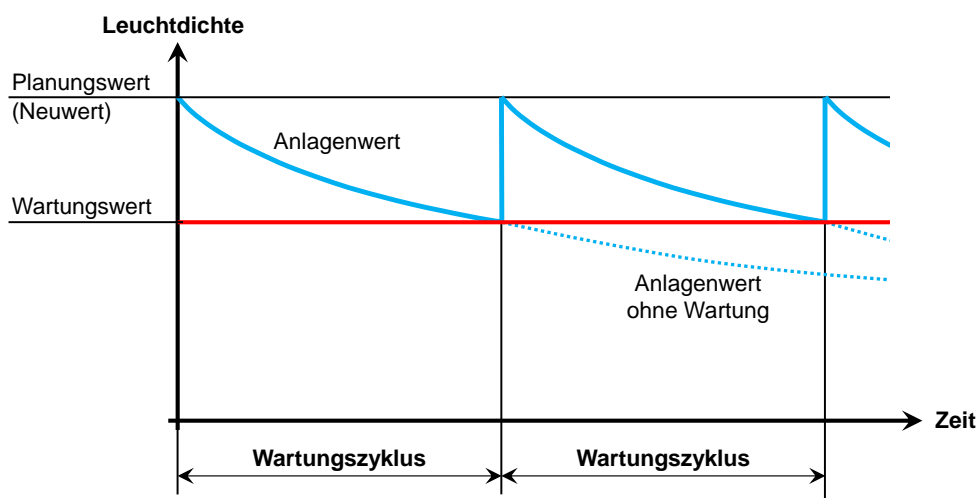 Leuchtdichte
Planungswert
(Neuwert)
Anlagenwert
Wartungswert
Anlagenwert
ohne Wartung
Zeit
Wartungszyklus
Wartungszyklus